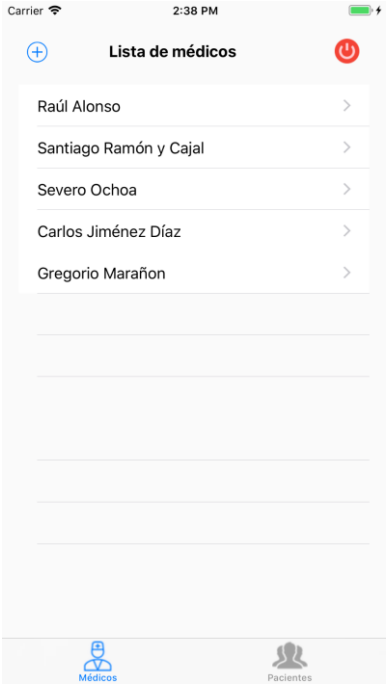 Carrier 2:38 PM
Lista de médicos
Raúl Alonso
Santiago Ramón y Cajal
Severo Ochoa
Carlos Jiménez Díaz
Gregorio Marañon
Médicos Pacientes